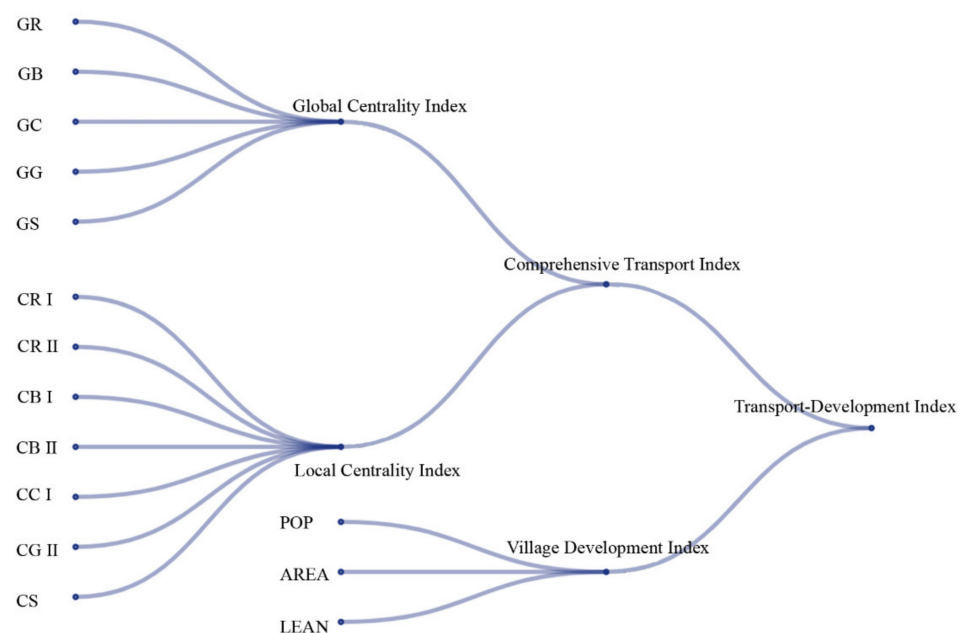 GR
GB
GC
GG
GS
Global Centrality Index
CR I
CR II
CB I
CB II
CC I
CG II
CS
Local Centrality Index
Comprehensive Transport Index
POP
AREA
LEAN
Village Development Index
Transport-Development Index